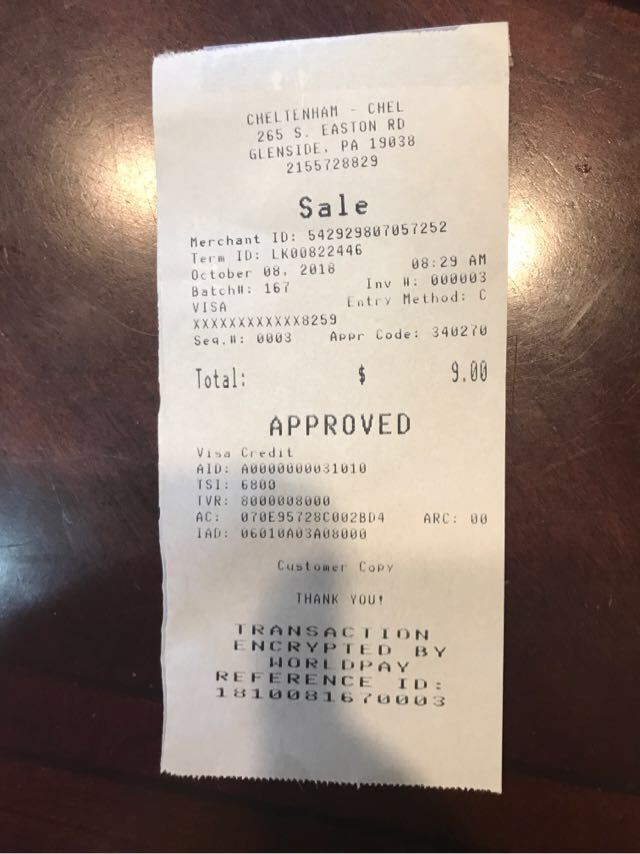 CHELTENHAM - CHEL
265 S. EASTON RD
GLENSIDE, PA 19038
2155728829
Sale
Merchant ID: 542929807057252
Term ID: LK00822446
October 08, 2018 08:29 AM
Batch#: 167 Inv #: 000003
VISA Entry Method: C
XXXXXXXXXXXX8259
Seq.#: 0003 Appr Code: 340270
Total: $ 9.00
APPROVED
Visa Credit
AID: A0000000031010
TSI: 6800
TVR: 8000008000
AC: 070E95728C002BD4 ARC: 00
IAD: 06010A03A08000
Customer Copy
THANK YOU!
TRANSACTION
ENCRYPTED BY
WORLDPAY
REFERENCE ID:
1810081670003